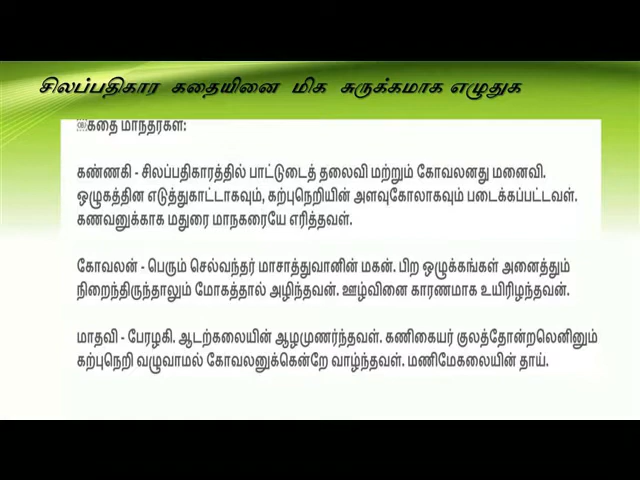 சிலப்பதிகார கதையினை மிக சுருக்கமாக எழுதுக
கதை மாந்தர்கள்:
கண்ணகி - சிலப்பதிகாரத்தில் பாட்டுடைத் தலைவி மற்றும் கோவலனது மனைவி.
ஒழுகத்தின் எடுத்துகாட்டாகவும், கற்புநெறியின் அளவுகோலாகவும் படைக்கப்பட்டவள்.
கணவனுக்காக மதுரை மாநகரையே எரித்தவள்.
கோவலன் - பெரும் செல்வந்தர் மாசாத்துவானின் மகன். பிற ஒழுக்கங்கள் அனைத்தும்
நிறைந்திருந்தாலும் மோகத்தால் அழிந்தவன். ஊழ்வினை காரணமாக உயிரிழந்தவன்.
மாதவி - பேரழகி. ஆடற்கலையின் ஆழமுணர்ந்தவள். கணிகையர் குலத்தோன்றலெனினும்
கற்புநெறி வழுவாமல் கோவலனுக்கென்றே வாழ்ந்தவள். மணிமேகலையின் தாய்.